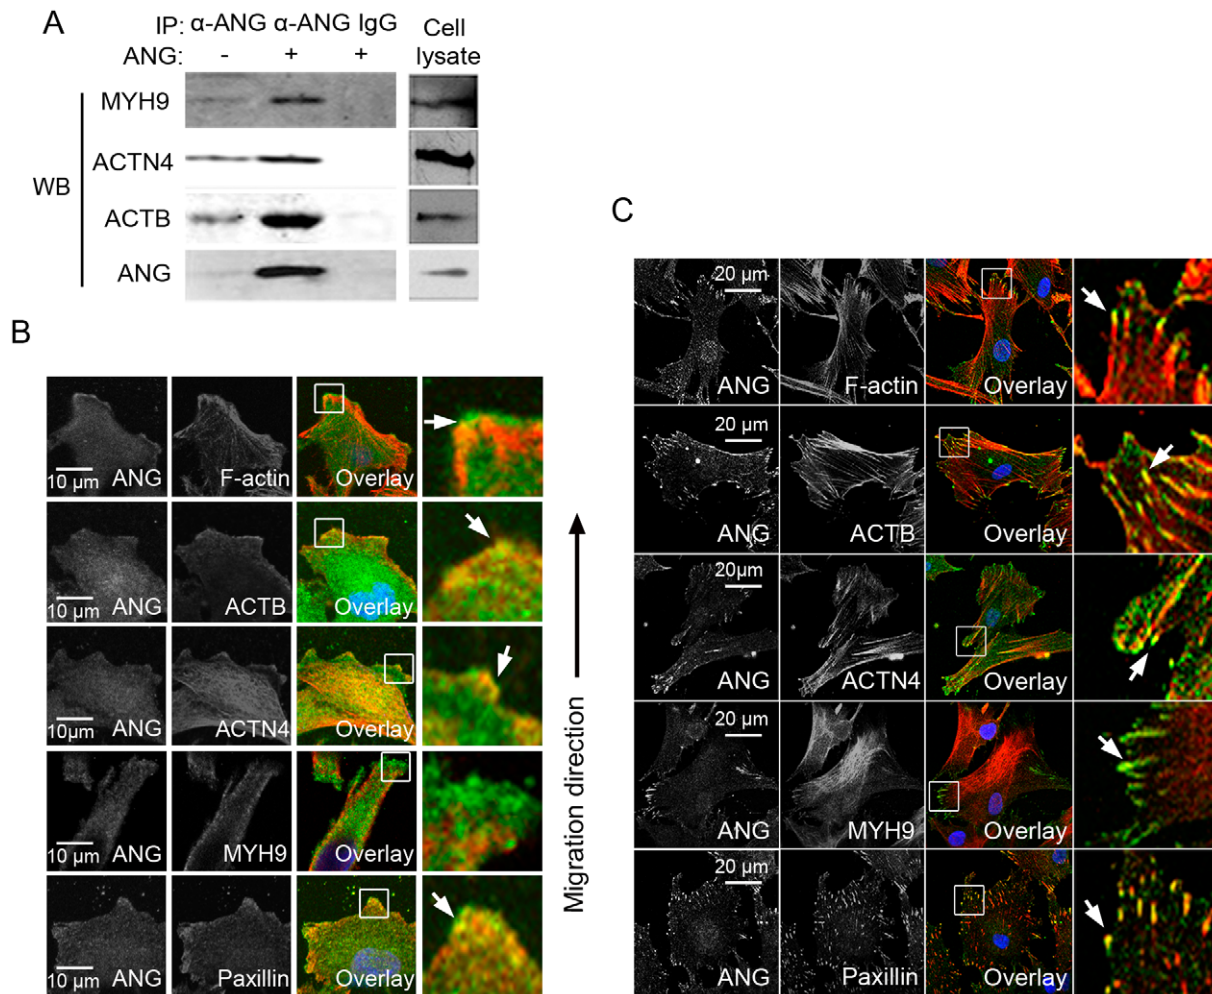 A
IP: α-ANG α-ANG IgG Cell
ANG: - + + lysate
MYH9
ACTN4
WB
ACTB
ANG
B
10 µm ANG F-actin Overlay
10 µm ANG ACTB Overlay
10µm ANG ACTN4 Overlay
10 µm ANG MYH9 Overlay
10 µm ANG Paxillin Overlay
Migration direction
C
20 µm
ANG F-actin Overlay
20 µm
ANG ACTB Overlay
20µm
ANG ACTN4 Overlay
20 µm
ANG MYH9 Overlay
20 µm
ANG Paxillin Overlay